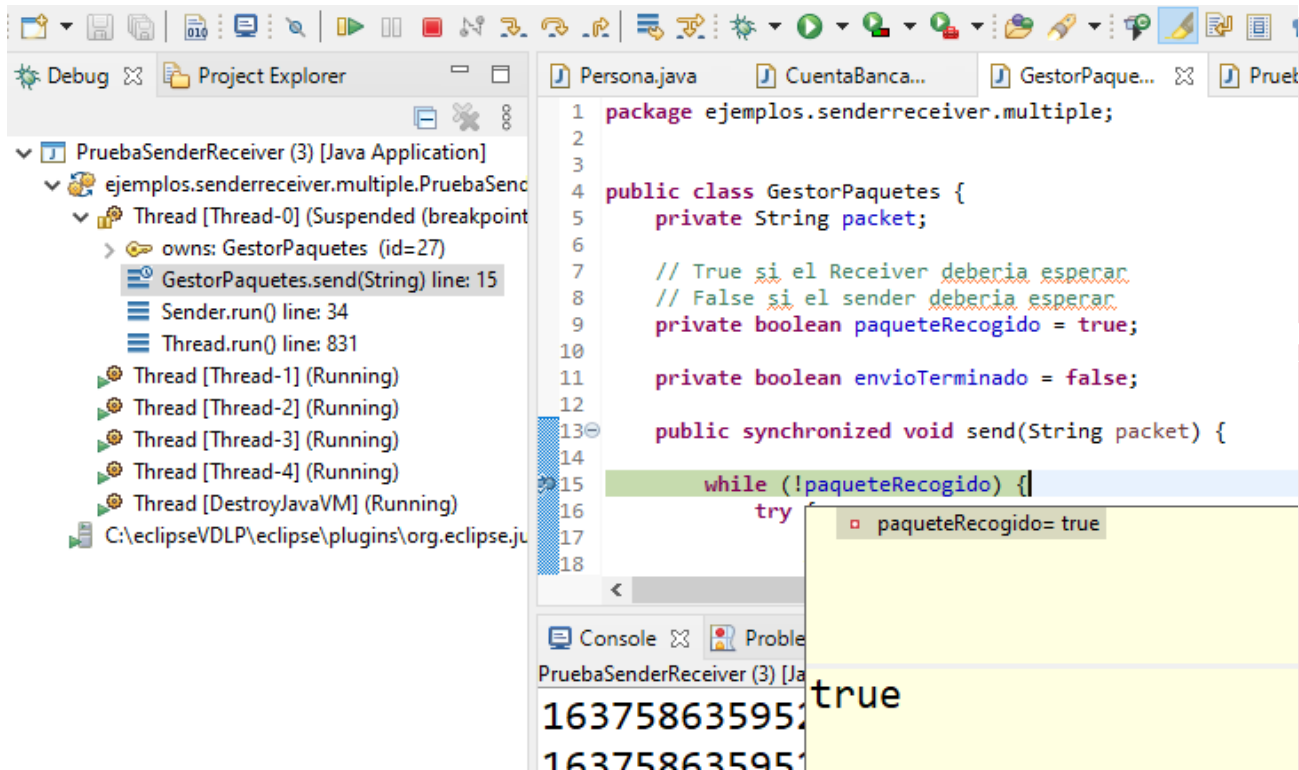 Debug
Project Explorer
PruebaSenderReceiver (3) [Java Application]
ejemplos.senderreceiver.multiple.PruebaSend
Thread [Thread-0] (Suspended (breakpoint
owns: GestorPaquetes (id=27)
GestorPaquetes.send(String) line: 15
Sender.run() line: 34
Thread.run() line: 831
Thread [Thread-1] (Running)
Thread [Thread-2] (Running)
Thread [Thread-3] (Running)
Thread [Thread-4] (Running)
Thread [DestroyJavaVM] (Running)
C:\eclipseVDLP\eclipse\plugins\org.eclipse.ju
Persona.java
CuentaBanca...
GestorPaque...
Prueb
1 package ejemplos.senderreceiver.multiple;
2
3
4 public class GestorPaquetes {
5 private String packet;
6
7 // True si el Receiver deberia esperar
8 // False si el sender deberia esperar
9 private boolean paqueteRecogido = true;
10
11 private boolean envioTerminado = false;
12
13 public synchronized void send(String packet) {
14
15 while (!paqueteRecogido) {
16 try {
17
18
paqueteRecogido= true
true
Console
Proble
PruebaSenderReceiver (3) [Ja
163758635952
163758635951